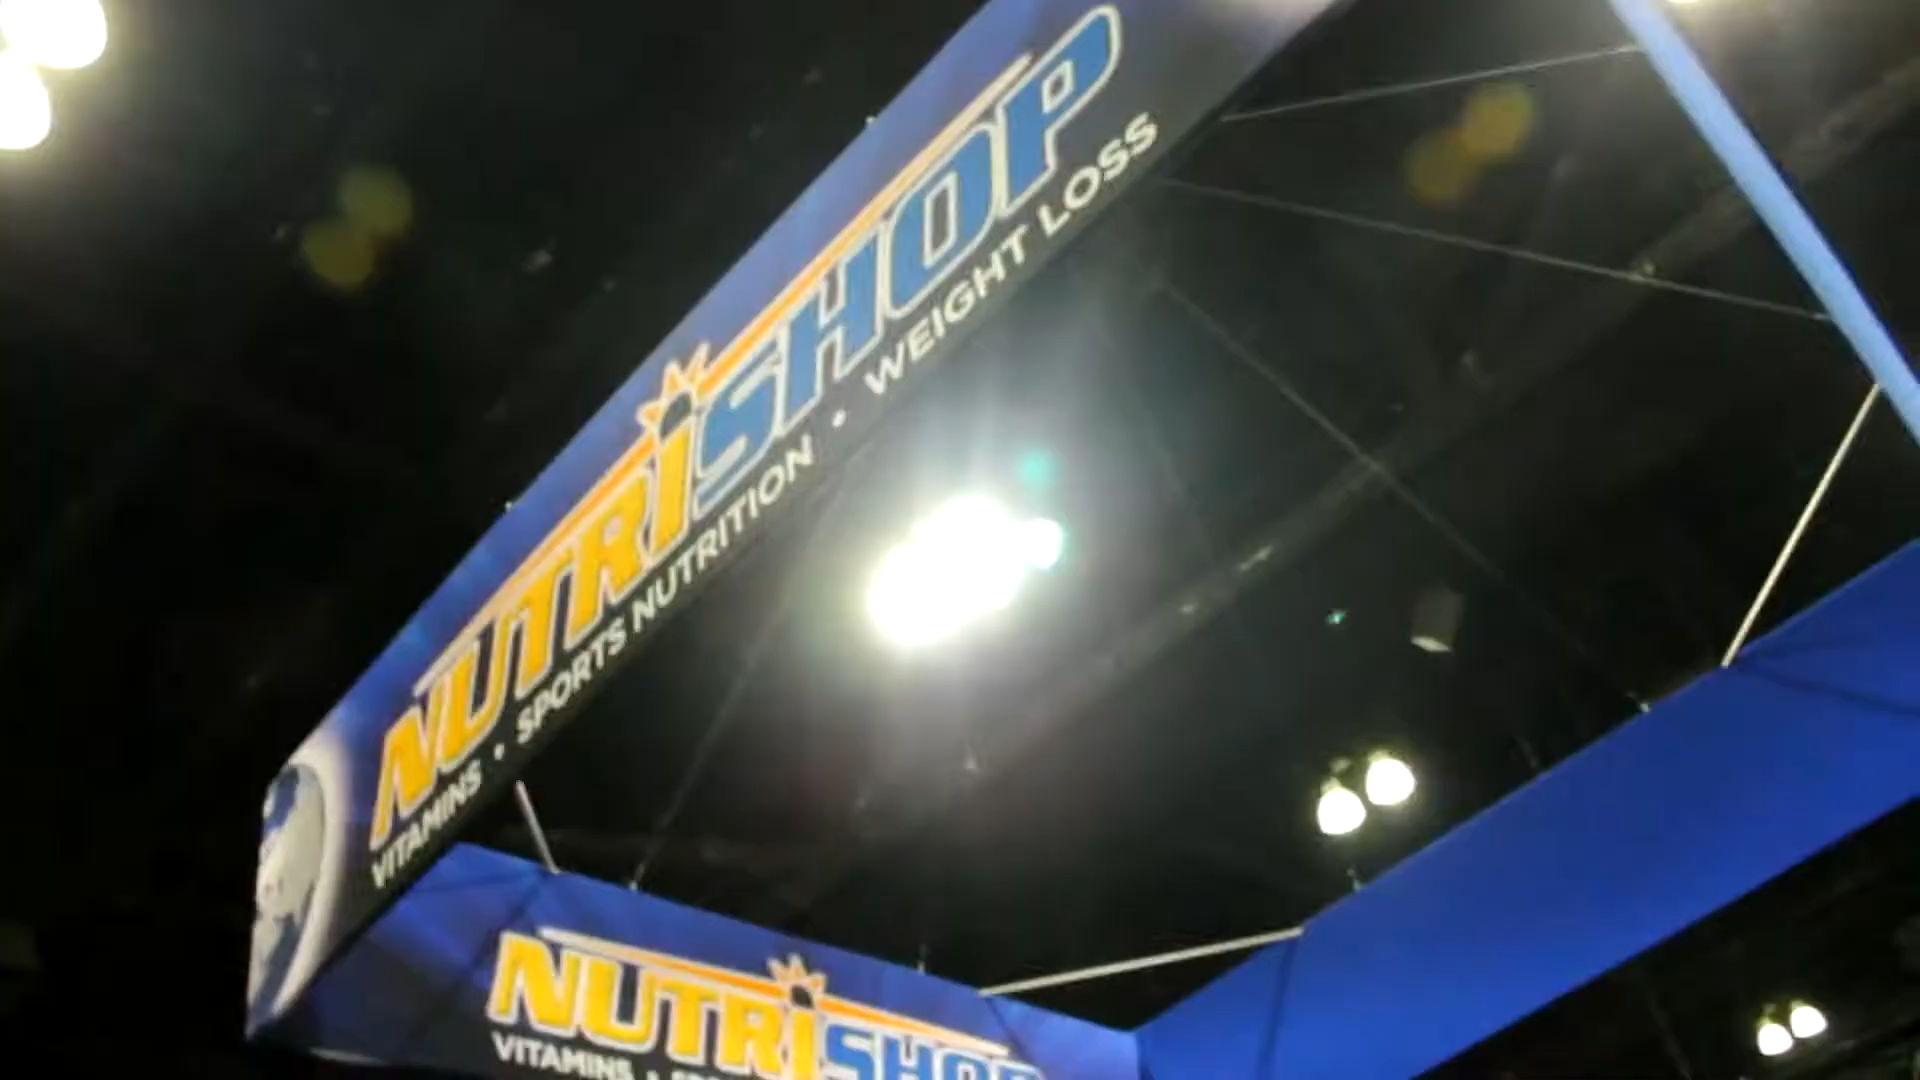 NUTRISHOP
VITAMINS • SPORTS NUTRITION • WEIGHT LOSS
NUTRISHOP
VITAMINS •